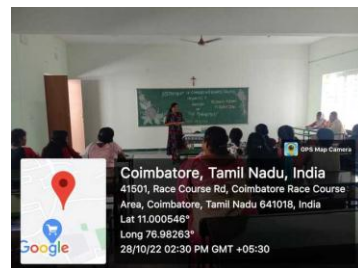 GPS Map Camera
Coimbatore, Tamil Nadu, India
41501, Race Course Rd, Coimbatore Race Course
Area, Coimbatore, Tamil Nadu 641018, India
Lat 11.000546°
Long 76.98263°
28/10/22 02:30 PM GMT +05:30
Google